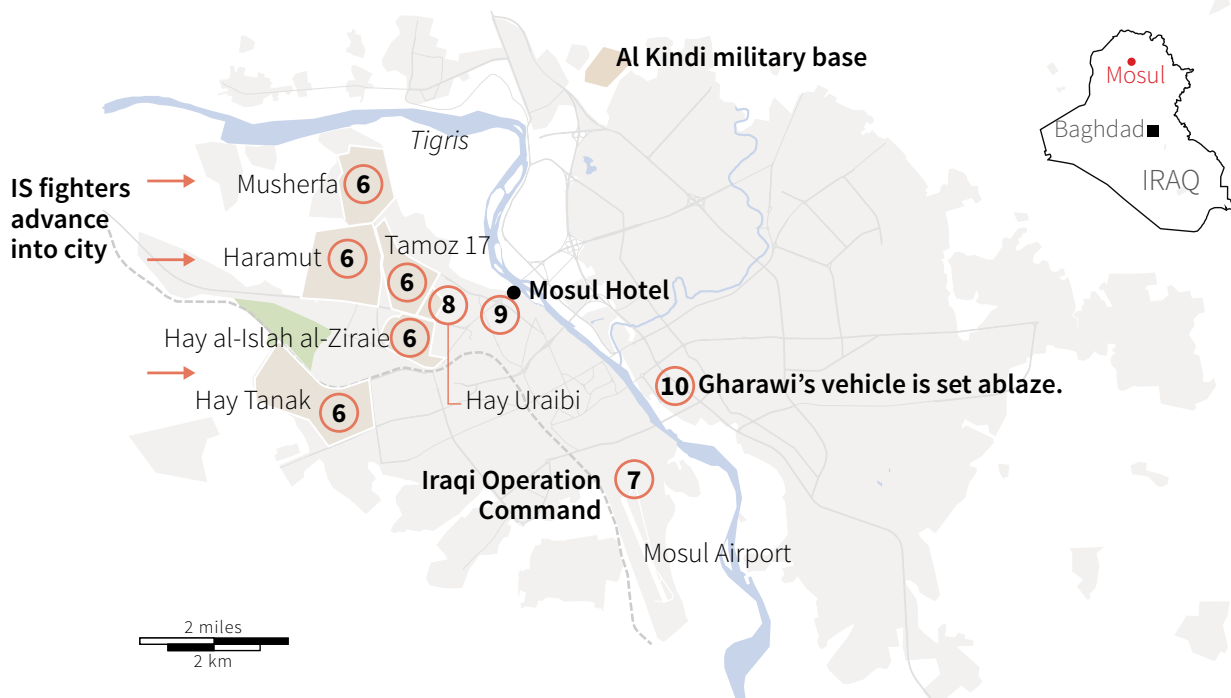 Al Kindi military base
Mosul
Baghdad
IRAQ
Tigris
IS fighters
advance
into city
Musherfa
6
Haramut
6
Tamoz 17
6
8
9
Mosul Hotel
Hay al-Islah al-Ziraie
6
Hay Tanak
6
Hay Uraibi
10
Gharawi’s vehicle is set ablaze.
Iraqi Operation
Command
7
Mosul Airport
2 miles
2 km